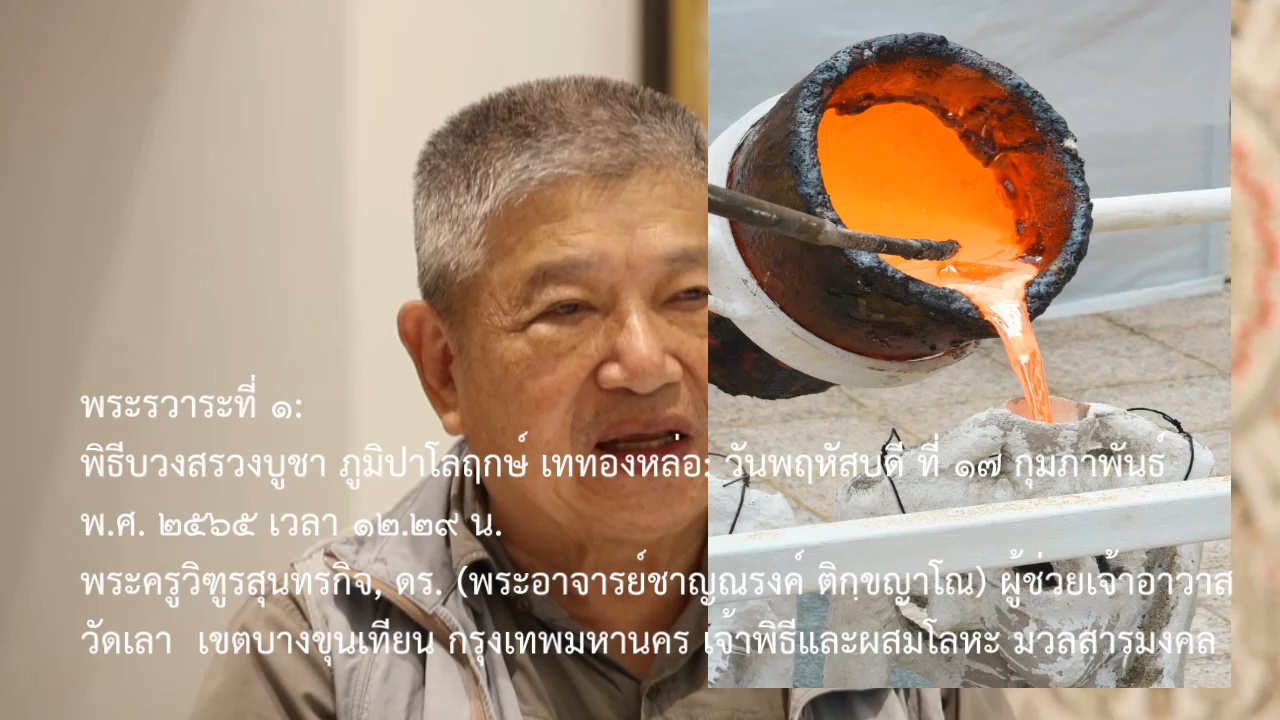 พระรวาระที่ ๑:
พิธีบวงสรวงบูชา ภูมิปาโลฤกษ์ เททองหล่อ: วันพฤหัสบดี ที่ ๑๗ กุมภาพันธ์
พ.ศ. ๒๕๖๕ เวลา ๑๒.๒๙ น.
พระครูวิฑูรสุนทรกิจ, ดร. (พระอาจารย์ชาญณรงค์ ติกฺขญาโณ) ผู้ช่วยเจ้าอาวาส
วัดเลา เขตบางขุนเทียน กรุงเทพมหานคร เจ้าพิธีและผสมโลหะ มวลสารมงคล